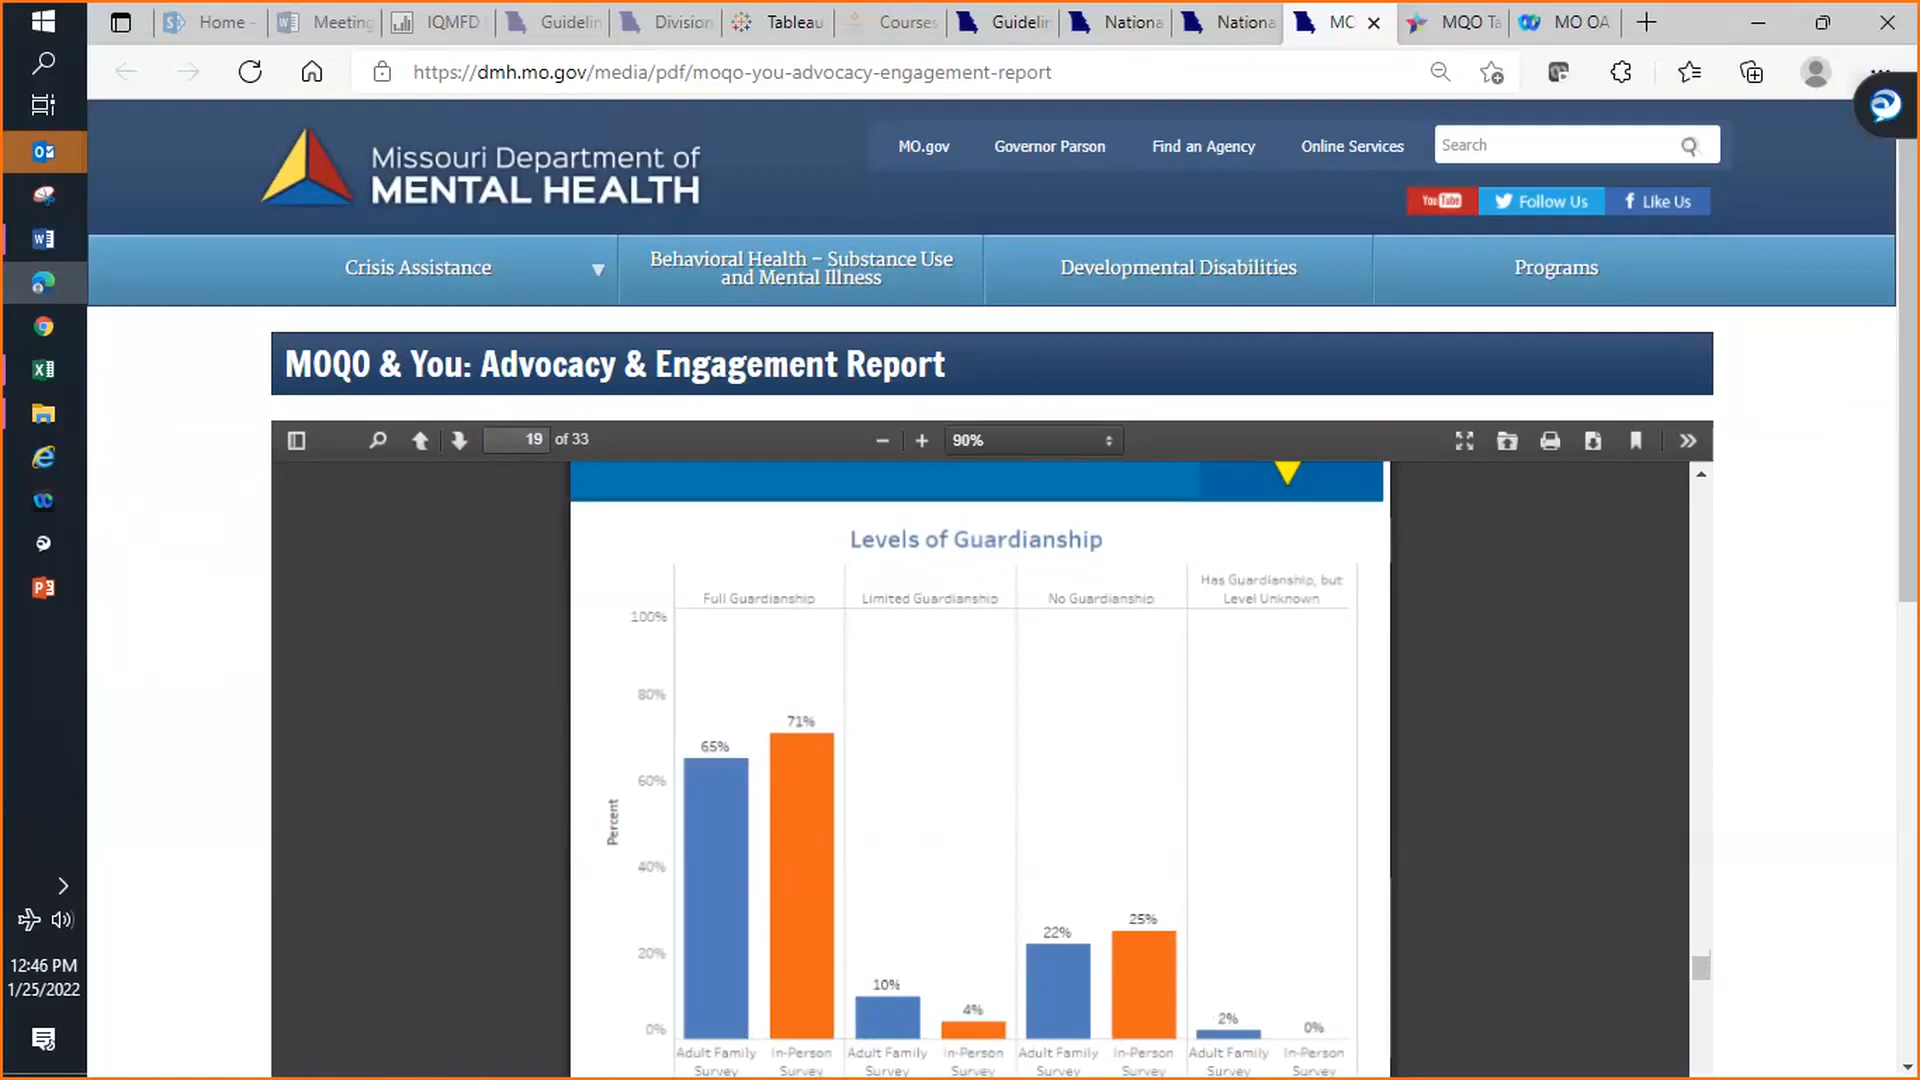 Home -
Meeting
IQMFD
Guidelin
Division
Tableau
Courses
Guidelin
Nationa
Nationa
MO
MQO Ta
MO OA
https://dmh.mo.gov/media/pdf/moqo-you-advocacy-engagement-report
Missouri Department of
MENTAL HEALTH
MO.gov
Governor Parson
Find an Agency
Online Services
Search
YouTube
Follow Us
Like Us
Crisis Assistance
Behavioral Health – Substance Use
and Mental Illness
Developmental Disabilities
Programs
MOQO & You: Advocacy & Engagement Report
19 of 33
90%
Levels of Guardianship
Full Guardianship
Limited Guardianship
No Guardianship
Has Guardianship, but
Level Unknown
100%
80%
60%
40%
20%
0%
Percent
65%
71%
10%
4%
22%
25%
2%
0%
Adult Family
Survey
In-Person
Survey
Adult Family
Survey
In-Person
Survey
Adult Family
Survey
In-Person
Survey
Adult Family
Survey
In-Person
Survey
12:46 PM
1/25/2022